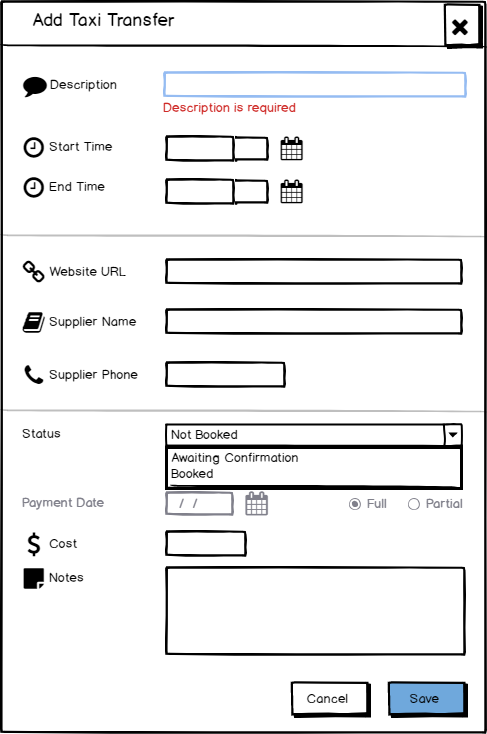 Add Taxi Transfer
Description
Description is required
Start Time
End Time
Website URL
Supplier Name
Supplier Phone
Status
Not Booked
Awaiting Confirmation
Booked
Payment Date
/ /
Full
Partial
$ Cost
Notes
Cancel
Save